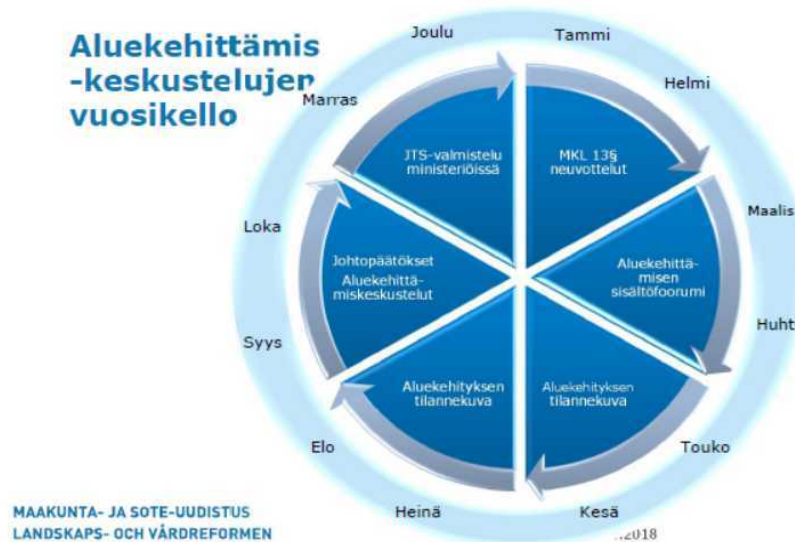 Aluekehittämis
-keskustelujen
vuosikello
Joulu
Tammi
Helmi
Marras
JTS-valmistelu
ministeriöissä
MKL 13§
neuvottelut
Loka
Maalis
Johtopäätökset
Aluekehittä-
miskeskustelut
Aluekehittä-
misen
sisältöfoorumi
Syys
Huht
Aluekehityksen
tilannekuva
Aluekehityksen
tilannekuva
Elo
Touko
Heinä
Kesä
MAAKUNTA- JA SOTE-UUDISTUS
LANDSKAPS- OCH VÅRDREFORMEN
.2018